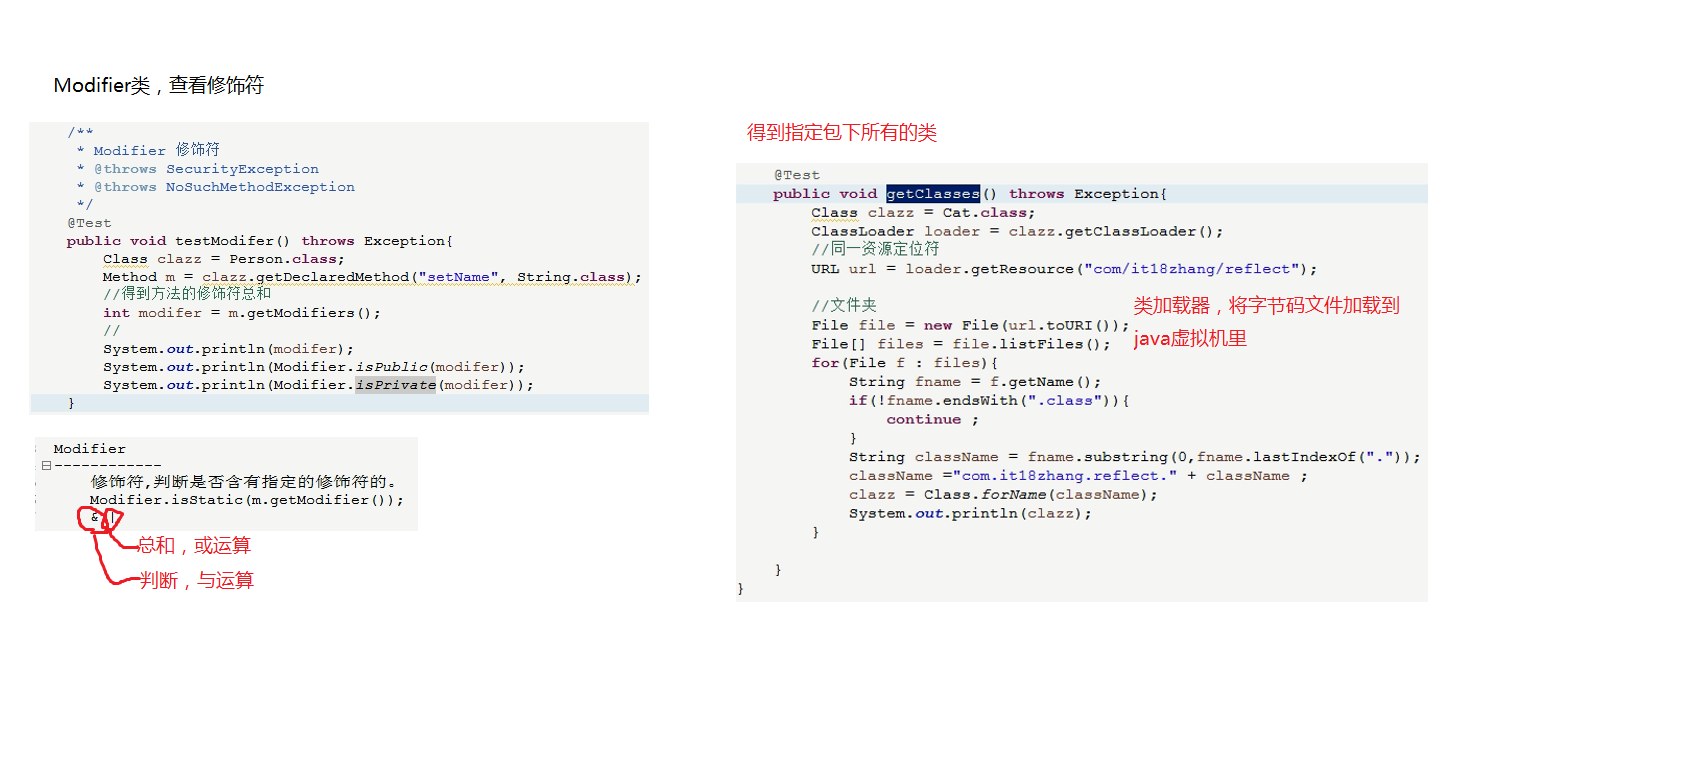 Modifier类，查看修饰符
/**
* Modifier 修饰符
* @throws SecurityException
* @throws NoSuchMethodException
*/
@Test
public void testModifer() throws Exception{
Class clazz = Person.class;
Method m = clazz.getDeclaredMethod("setName", String.class);
//得到方法的修饰符总和
int modifer = m.getModifiers();
//
System.out.println(modifer);
System.out.println(Modifier.isPublic(modifer));
System.out.println(Modifier.isPrivate(modifer));
}
Modifier
------------
修饰符,判断是否含有指定的修饰符的。
Modifier.isStatic(m.getModifier());
& |
总和，或运算
判断，与运算
得到指定包下所有的类
@Test
public void getClasses() throws Exception{
Class clazz = Cat.class;
ClassLoader loader = clazz.getClassLoader();
//同一资源定位符
URL url = loader.getResource("com/it18zhang/reflect");
//文件夹
File file = new File(url.toURI());
File[] files = file.listFiles();
for(File f : files){
String fname = f.getName();
if(!fname.endsWith(".class")){
continue ;
}
String className = fname.substring(0,fname.lastIndexOf("."));
className ="com.it18zhang.reflect." + className ;
clazz = Class.forName(className);
System.out.println(clazz);
}
}
}
类加载器，将字节码文件加载到
java虚拟机里